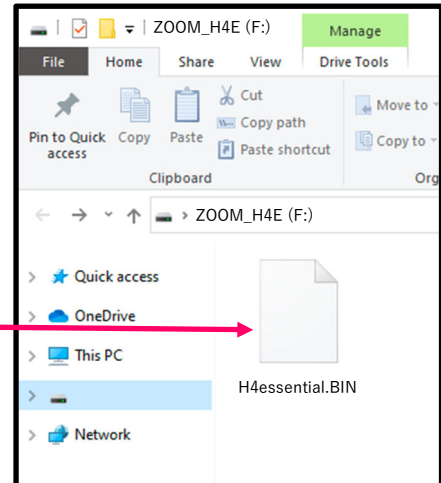 ZOOM_H4E (F:)
Manage
File Home Share View Drive Tools
Pin to Quick access
Copy
Paste
Cut
Copy path
Paste shortcut
Move to
Copy to
Clipboard
Org
ZOOM_H4E (F:)
Quick access
OneDrive
This PC
Network
H4essential.BIN